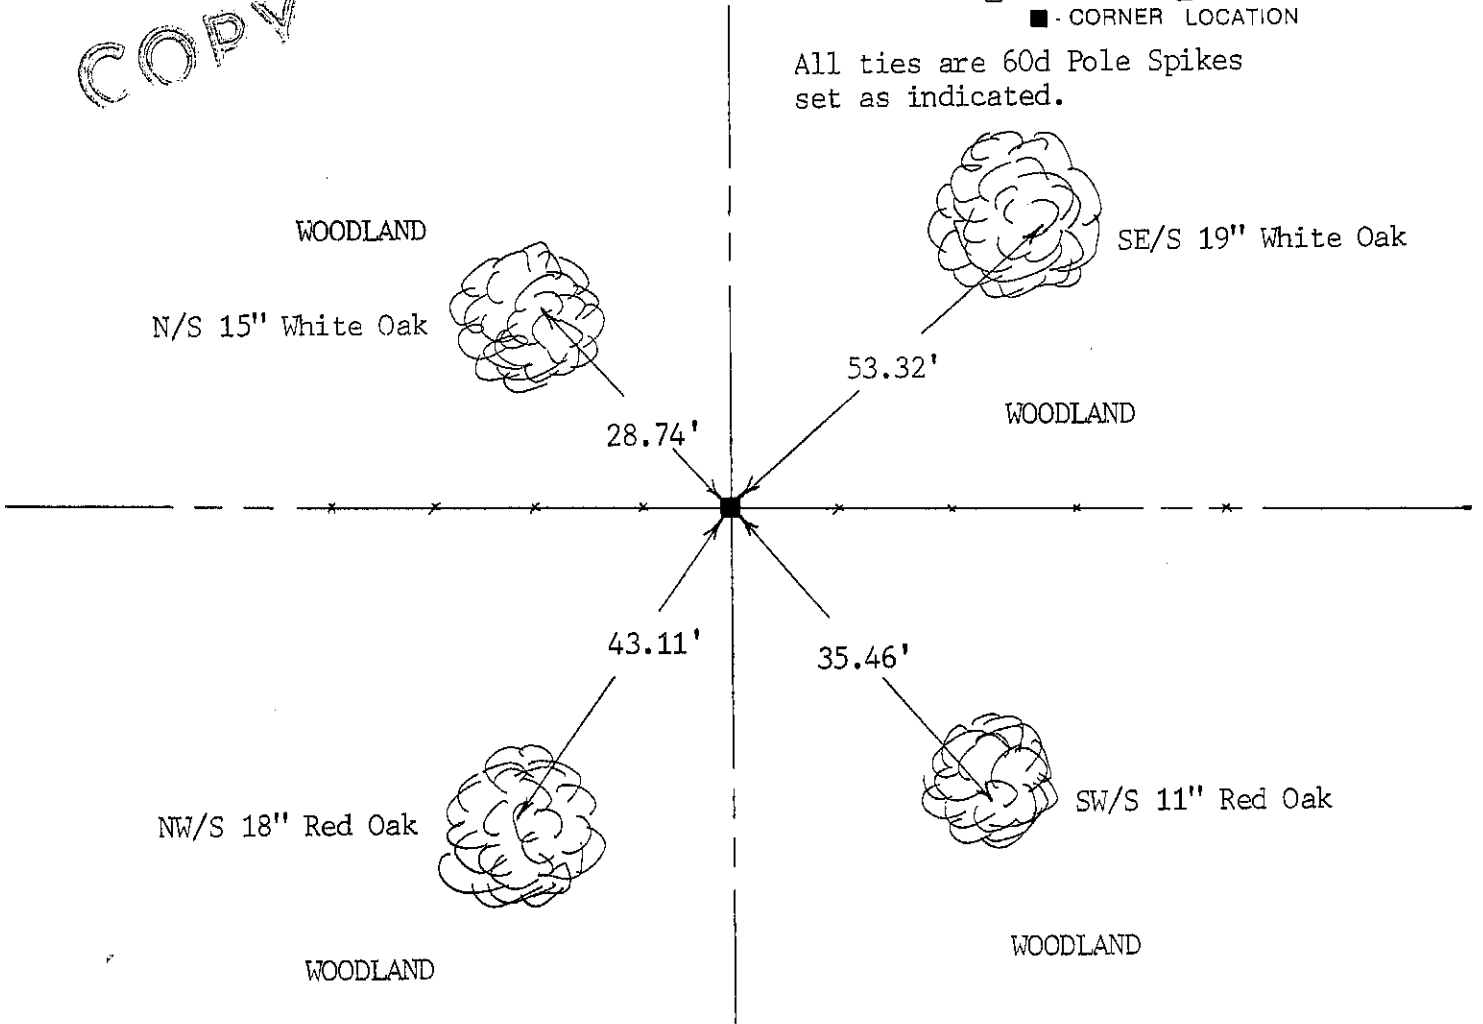 COPY
■ - CORNER LOCATION
All ties are 60d Pole Spikes
set as indicated.
WOODLAND
SE/S 19" White Oak
N/S 15" White Oak
53.32'
WOODLAND
28.74'
43.11'
35.46'
NW/S 18" Red Oak
SW/S 11" Red Oak
WOODLAND
WOODLAND